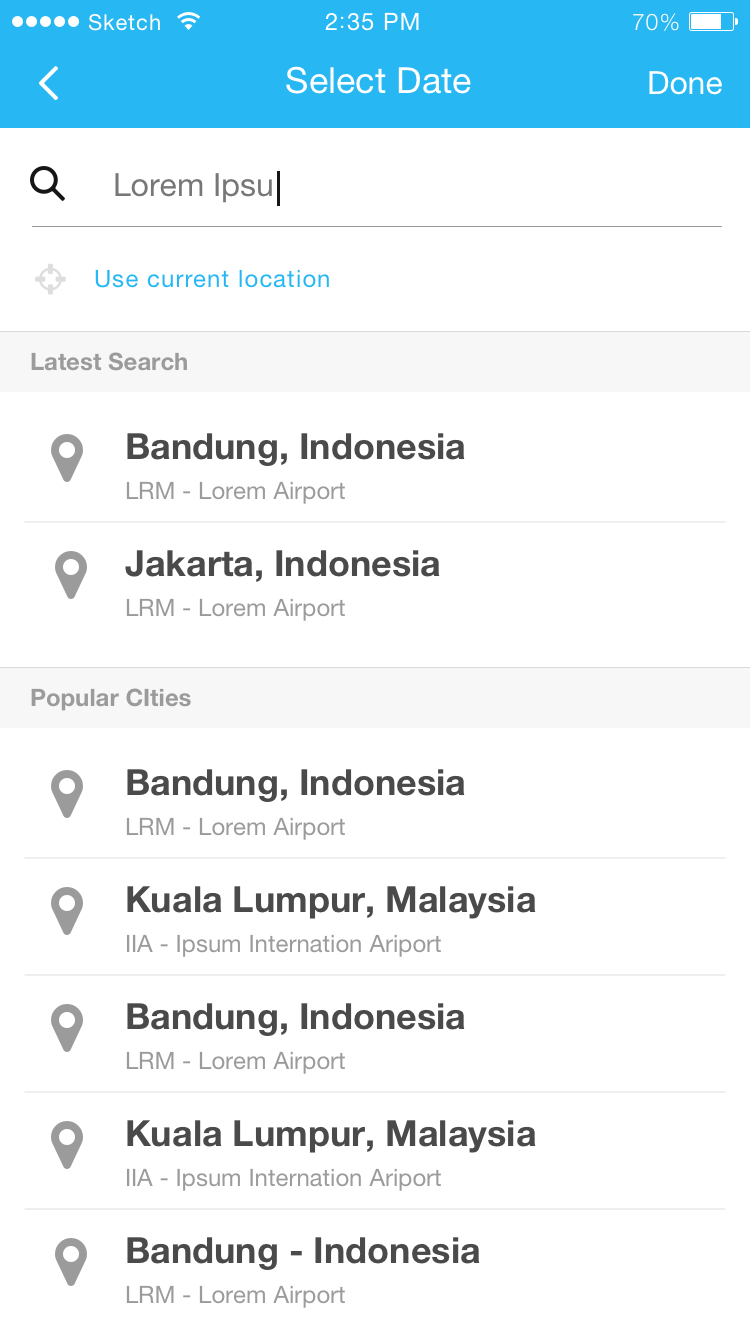 Sketch 2:35 PM 70%
Select Date Done
Lorem Ipsu
Use current location
Latest Search
Bandung, Indonesia
LRM - Lorem Airport
Jakarta, Indonesia
LRM - Lorem Airport
Popular CIties
Bandung, Indonesia
LRM - Lorem Airport
Kuala Lumpur, Malaysia
IIA - Ipsum Internation Ariport
Bandung, Indonesia
LRM - Lorem Airport
Kuala Lumpur, Malaysia
IIA - Ipsum Internation Ariport
Bandung - Indonesia
LRM - Lorem Airport